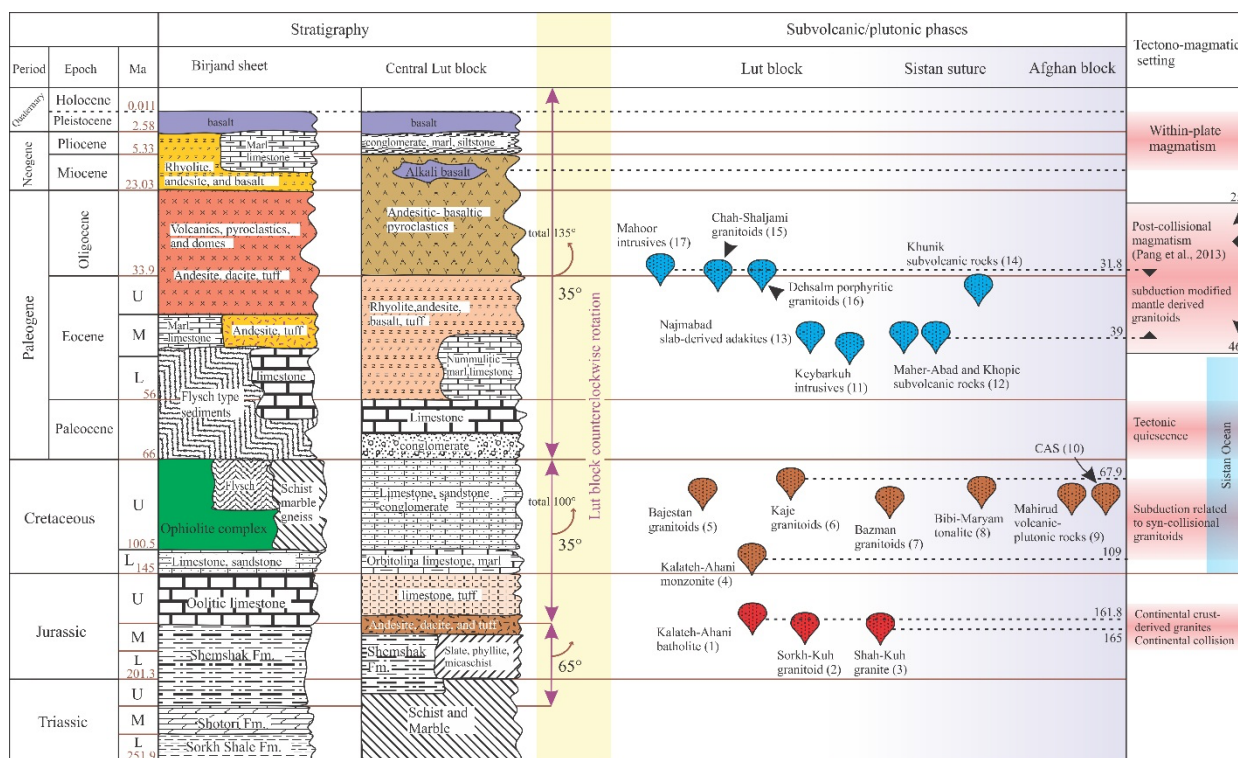 Stratigraphy
Subvolcanic/plutonic phases
Tectono-magmatic
setting
Period
Epoch
Ma
Birjand sheet
Central Lut block
Lut block
Sistan suture
Afghan block
Quaternary
Holocene
0.011
Pleistocene
2.58
Neogene
Pliocene
5.33
Miocene
23.03
Paleogene
Oligocene
33.9
Eocene
U
M
L
56
Paleocene
66
Cretaceous
U
100.5
L
145
Jurassic
U
M
L
201.3
Triassic
U
M
L
251.9
basalt
Marl
limestone
Rhyolite,
andesite, and basalt
Volcanics, pyroclastics,
and domes
Andesite, dacite, tuff
Marl,
limestone
Andesite, tuff
limestone
Flysch type
sediments
Flysch
Schist
marble
gneiss
Ophiolite complex
Limestone, sandstone
Oolitic limestone
Shemshak Fm.
Shotori Fm.
Sorkh Shale Fm.
basalt
conglomerate, marl, siltstone
Alkali basalt
Andesitic- basaltic
pyroclastics
Rhyolite,andesite,
basalt, tuff
Nummulitic
marl,limestone
Limestone
conglomerate
Limestone, sandstone
conglomerate
Orbitolina limestone, marl
limestone, tuff
Andesite, dacite, and tuff
Shemshak
Fm.
Slate, phyllite,
micaschist
Schist and
Marble
total 135°
35°
total 100°
35°
65°
Lut block counterclockwise rotation
Mahoor
intrusives (17)
Chah-Shaljami
granitoids (15)
Dehsalm porphyritic
granitoids (16)
Khunik
subvolcanic rocks (14)
31.8
Najmabad
slab-derived adakites (13)
Keybarkuh
intrusives (11)
Maher-Abad and Khopic
subvolcanic rocks (12)
39
46
CAS (10)
67.9
Bajestan
granitoids (5)
Kaje
granitoids (6)
Bazman
granitoids (7)
Bibi-Maryam
tonalite (8)
Mahirud
volcanic-
plutonic rocks (9)
Kalateh-Ahani
monzonite (4)
109
Kalateh-Ahani
batholite (1)
Sorkh-Kuh
granitoid (2)
Shah-Kuh
granite (3)
161.8
165
Within-plate
magmatism
Post-collisional
magmatism
(Pang et al., 2013)
subduction modified
mantle derived
granitoids
Tectonic
quiescence
Sistan Ocean
Subduction related
to syn-collisional
granitoids
Continental crust-
derived granites
Continental collision